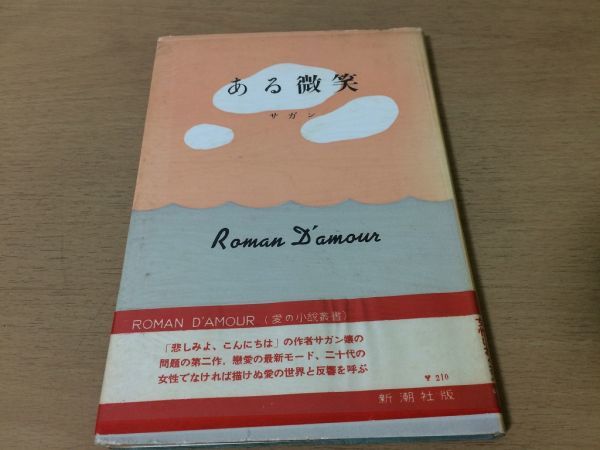 ある微笑
サガン
Roman D'amour
ROMAN D'AMOUR (愛の小説叢書)
「悲しみよ、こんにちは」の作者サガン嬢の
問題の第二作。戀愛の最新モード、二十代の
女性でなければ描けぬ愛の世界と反響を呼ぶ
¥210
新潮社版